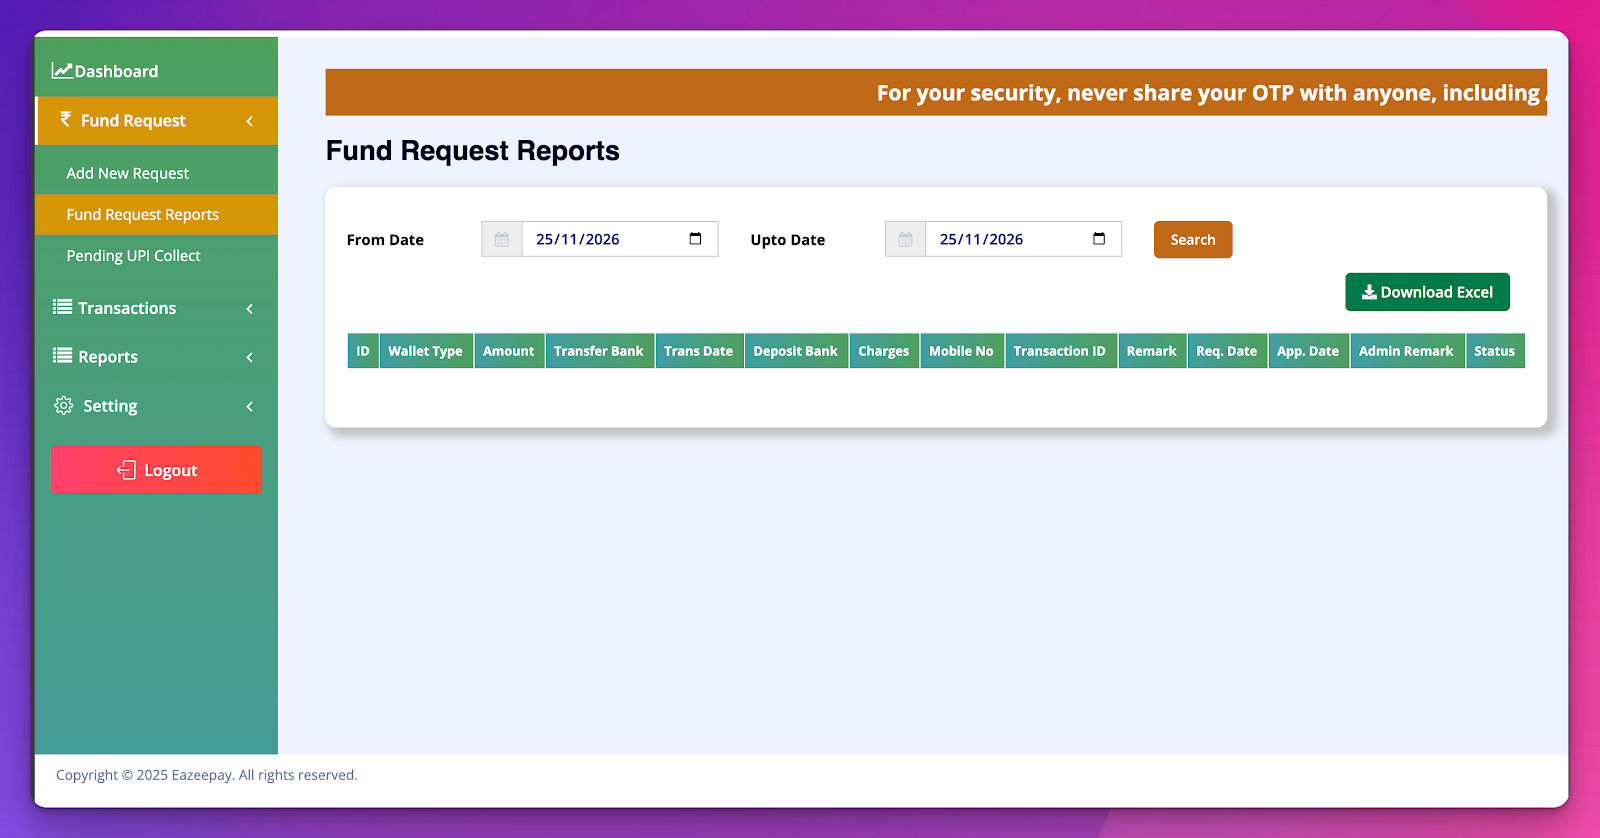 Dashboard
₹ Fund Request
Add New Request
Fund Request Reports
Pending UPI Collect
Transactions
Reports
Setting
Logout
For your security, never share your OTP with anyone, including
Fund Request Reports
From Date 25/11/2026 Upto Date 25/11/2026 Search
Download Excel
ID Wallet Type Amount Transfer Bank Trans Date Deposit Bank Charges Mobile No Transaction ID Remark Req. Date App. Date Admin Remark Status
Copyright © 2025 Eazeepay. All rights reserved.